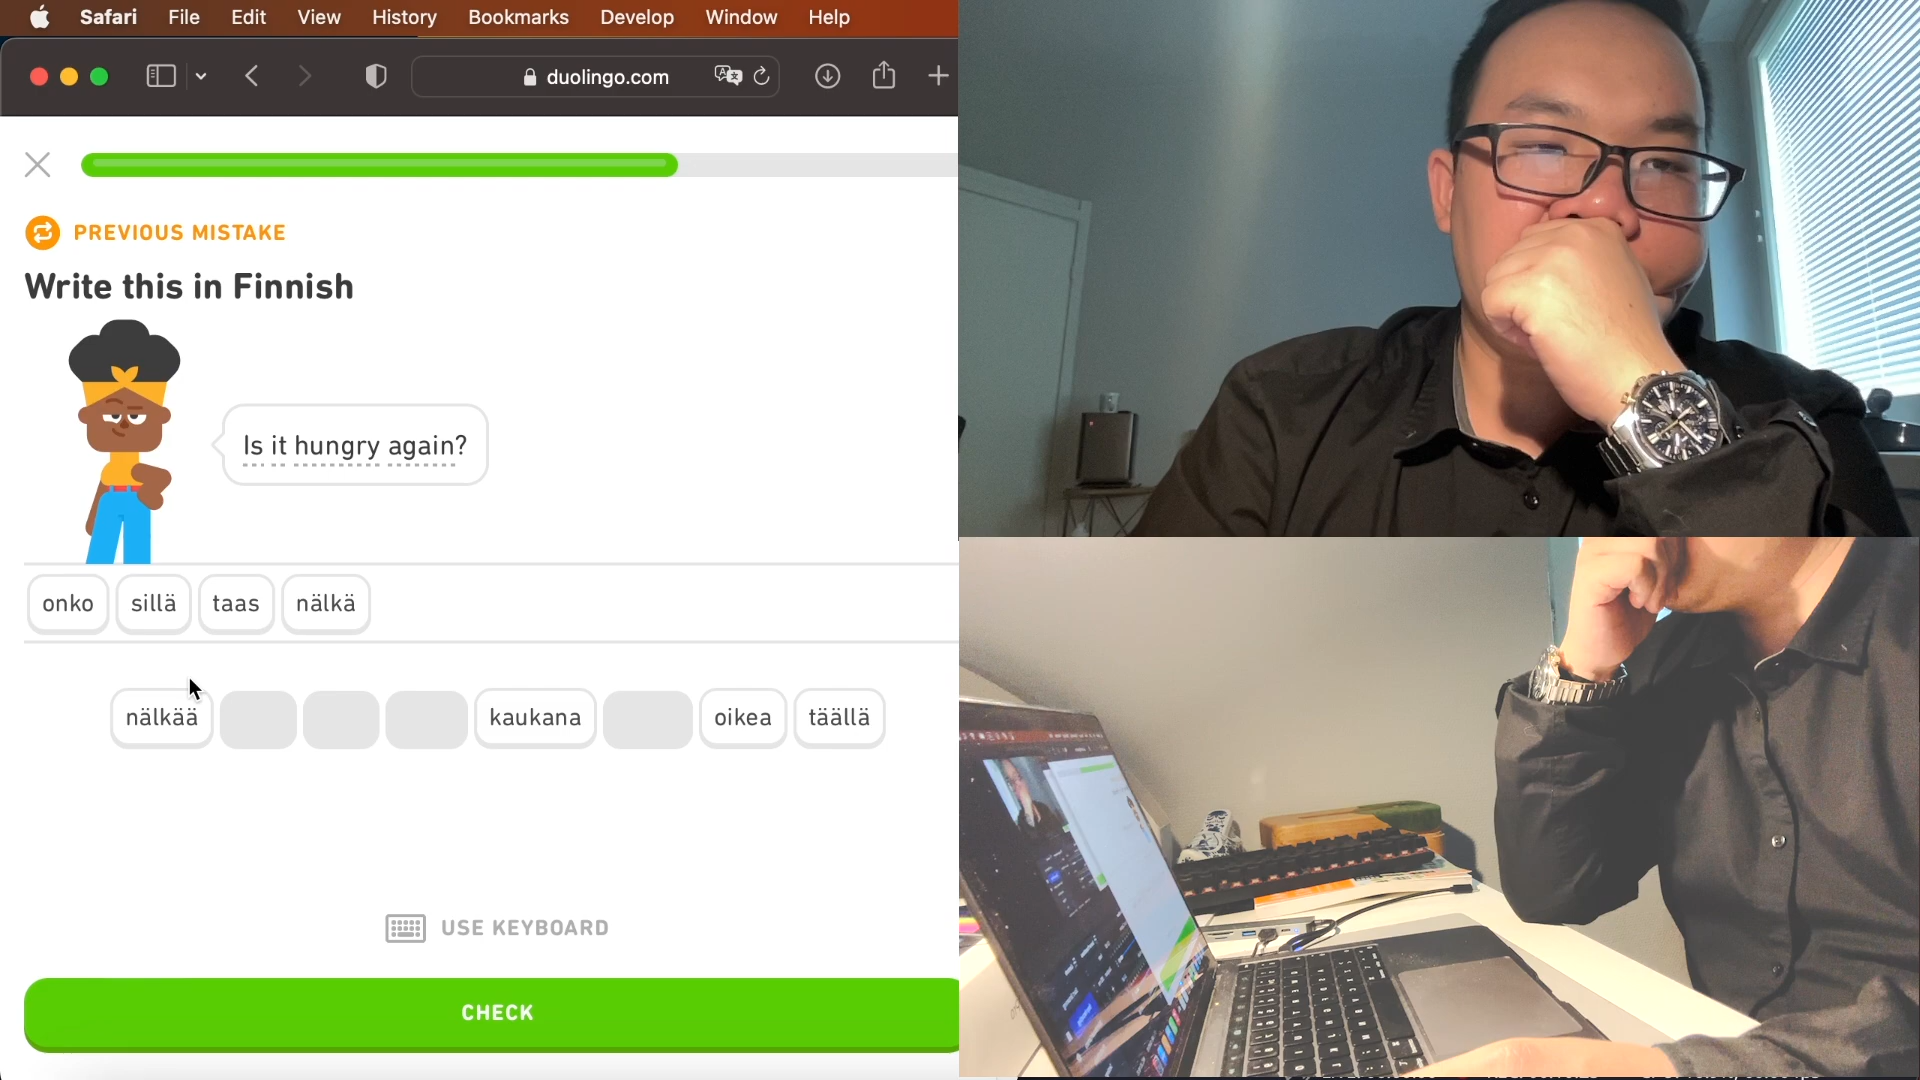 Safari File Edit View History Bookmarks Develop Window Help
duolingo.com
PREVIOUS MISTAKE
Write this in Finnish
Is it hungry again?
onko sillä taas nälkä
nälkää kaukana oikea täällä
USE KEYBOARD
CHECK